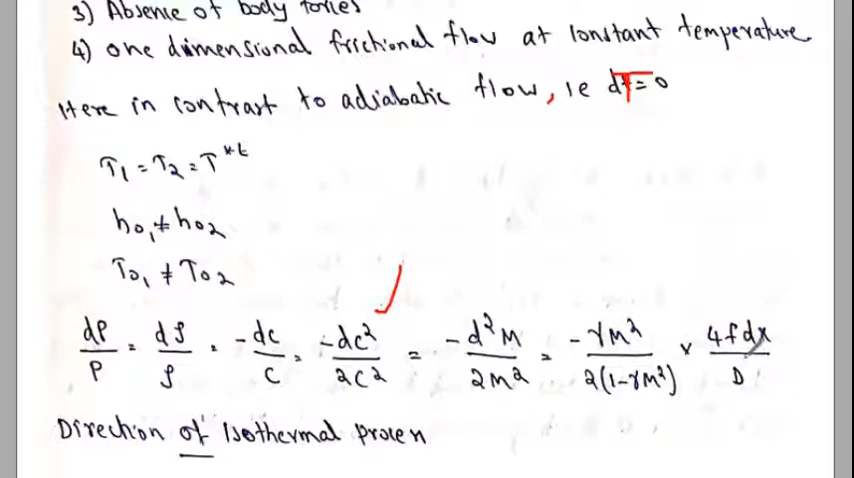 3) Absence of body forces
4) one dimensional frictional flow at constant temperature
Here in contrast to adiabatic flow, ie dT=0
T₁ = T₂ = T*t
h₀₁ ≠ h₀₂
T₀₁ ≠ T₀₂
dP/P = dρ/ρ = -dc/c = -dc²/2c² = -d²M/2M² = -γM²/2(1-γM²) × 4fdx/D
Direction of Isothermal process